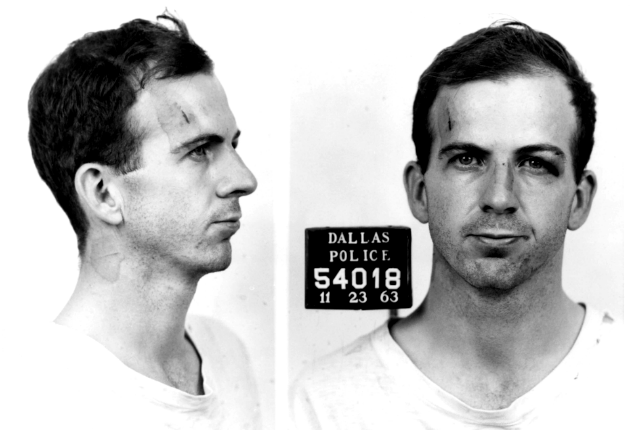 DALLAS
POLICE
54018
11 23 63